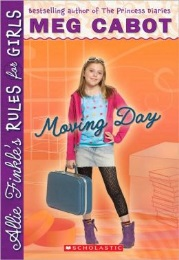 Bestselling author of The Princess Diaries
MEG CABOT
Allie Finkle's RULES for GIRLS
Moving Day
SCHOLASTIC